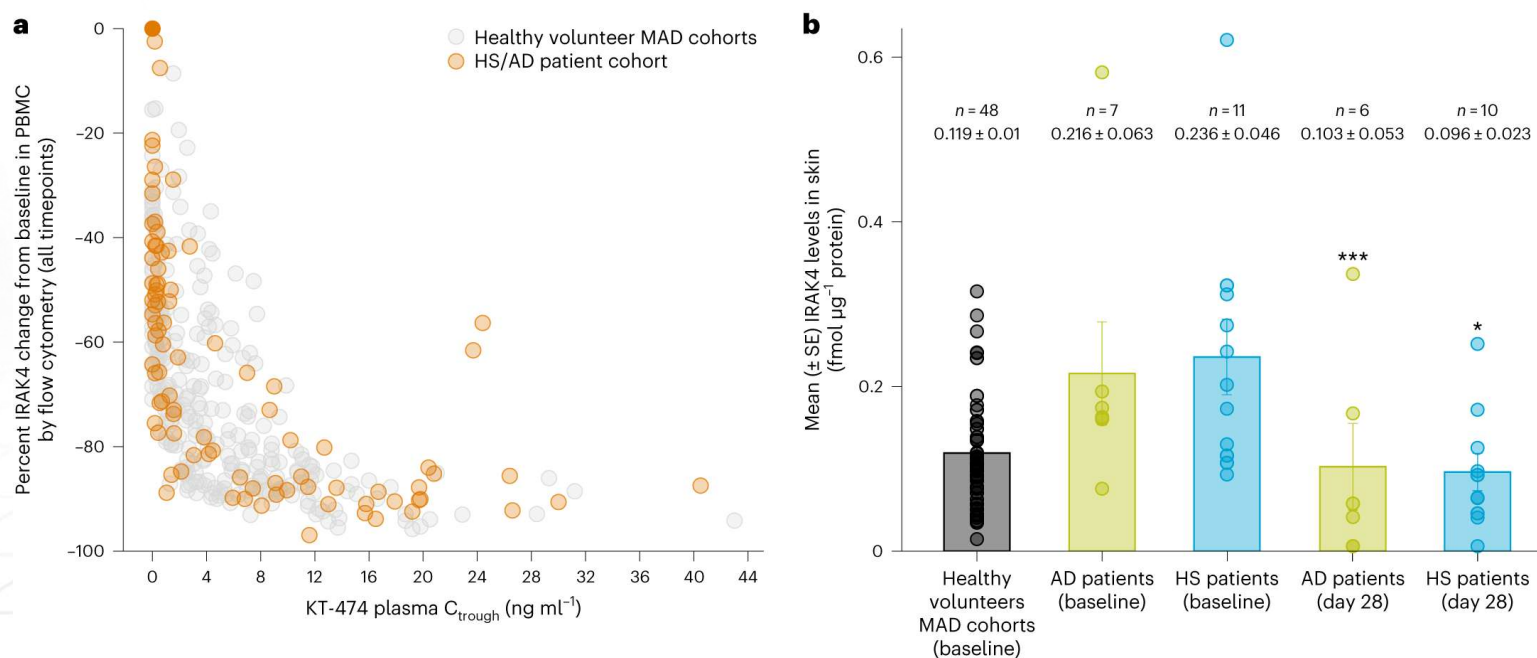 a
Healthy volunteer MAD cohorts
HS/AD patient cohort
Percent IRAK4 change from baseline in PBMC
by flow cytometry (all timepoints)
0
–20
–40
–60
–80
–100
0 4 8 12 16 20 24 28 32 36 40 44
KT-474 plasma C_trough (ng ml⁻¹)
b
Mean (± SE) IRAK4 levels in skin
(fmol µg⁻¹ protein)
0.6
0.4
0.2
0
n = 48 n = 7 n = 11 n = 6 n = 10
0.119 ± 0.01 0.216 ± 0.063 0.236 ± 0.046 0.103 ± 0.053 0.096 ± 0.023
***
*
Healthy
volunteers
MAD cohorts
(baseline)
AD patients
(baseline)
HS patients
(baseline)
AD patients
(day 28)
HS patients
(day 28)